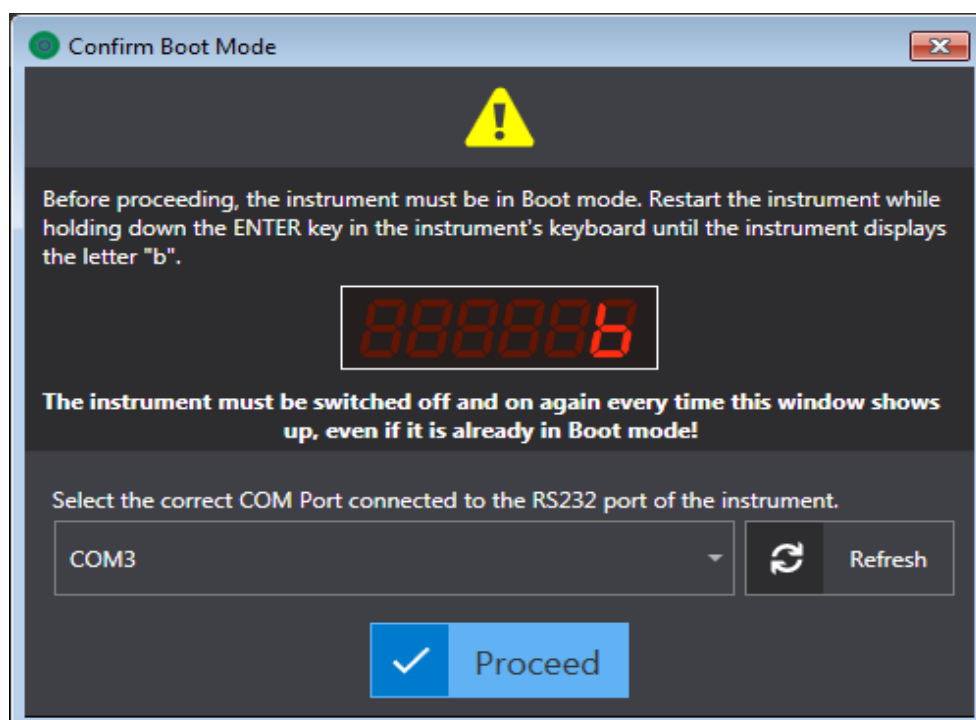 Confirm Boot Mode
Before proceeding, the instrument must be in Boot mode. Restart the instrument while
holding down the ENTER key in the instrument's keyboard until the instrument displays
the letter "b".
b
The instrument must be switched off and on again every time this window shows
up, even if it is already in Boot mode!
Select the correct COM Port connected to the RS232 port of the instrument.
COM3
Refresh
Proceed